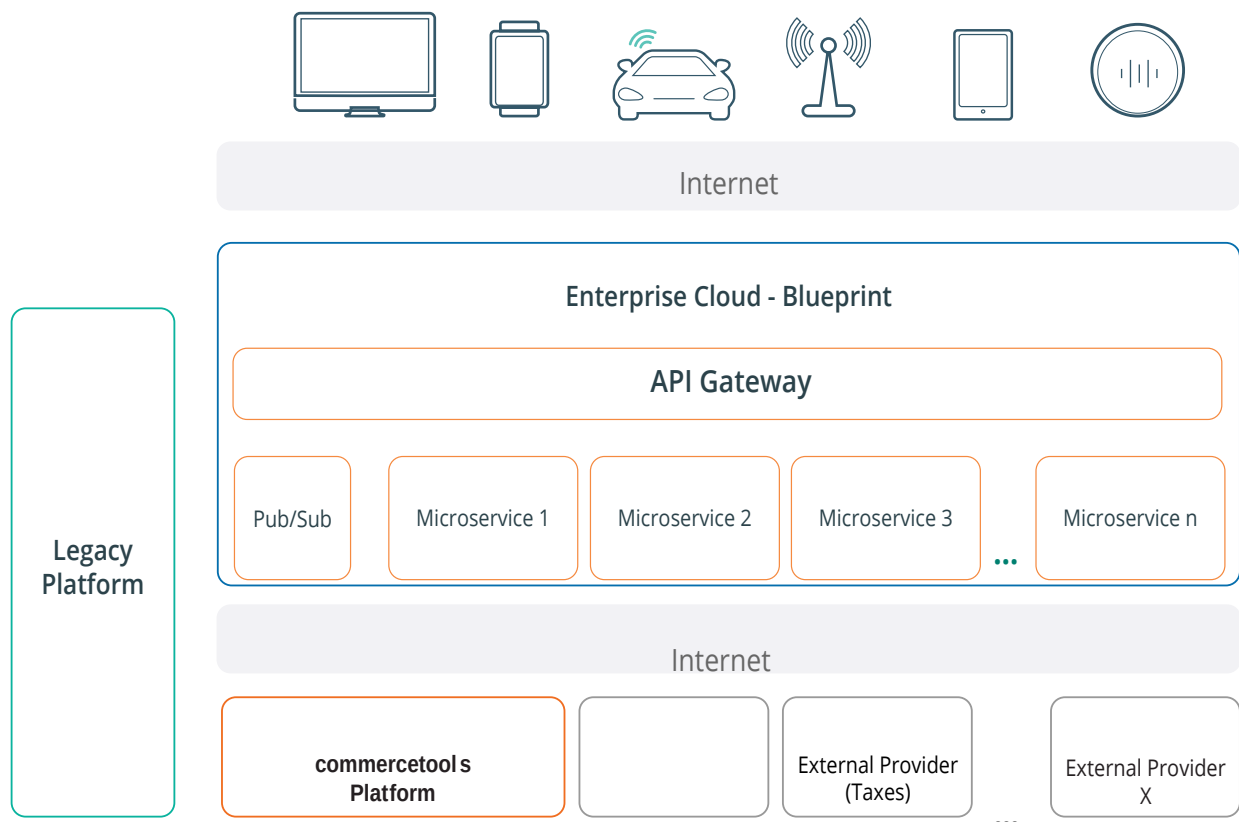 Internet
Enterprise Cloud - Blueprint
API Gateway
Pub/Sub
Microservice 1
Microservice 2
Microservice 3
...
Microservice n
Legacy
Platform
Internet
commercetools
Platform
External Provider
(Taxes)
...
External Provider
X